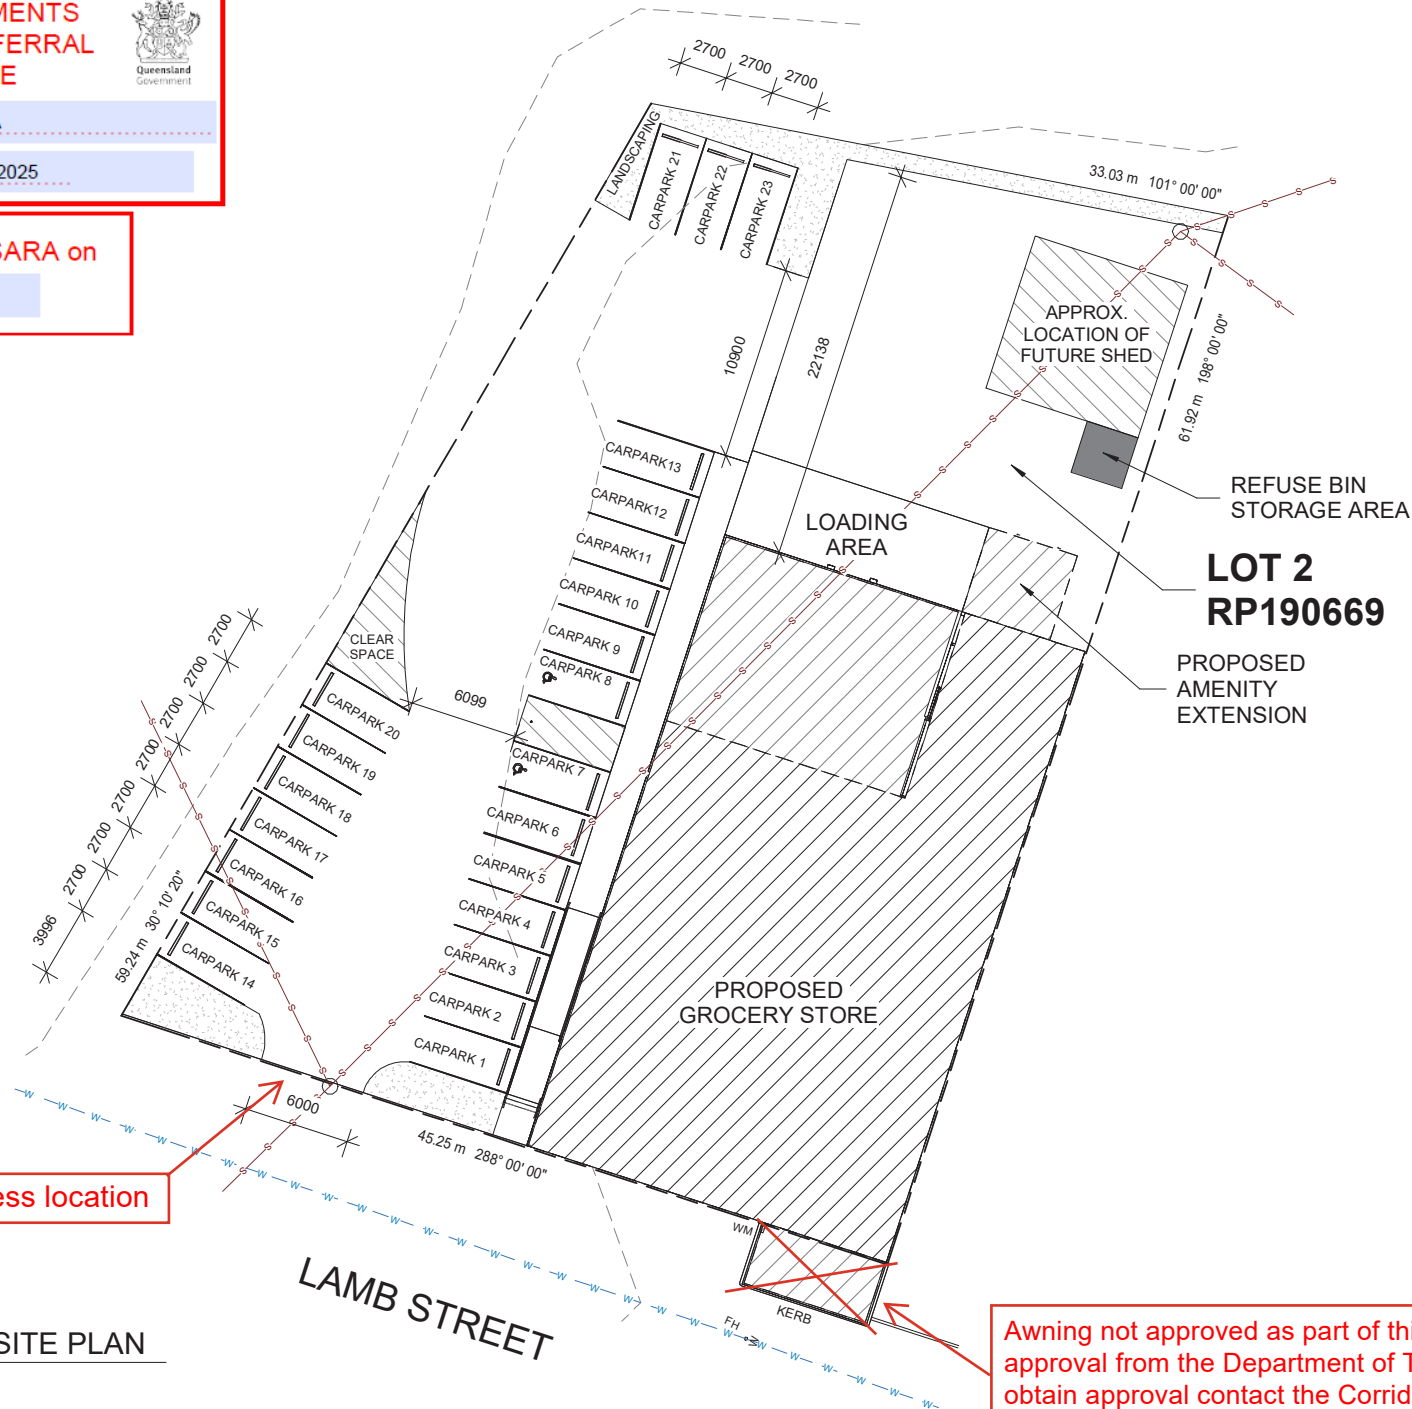 MENTS
FERRAL
E
Queensland
Government
2025
SARA on
2700 2700 2700
LANDSCAPING
CARPARK 21
CARPARK 22
CARPARK 23
33.03 m 101° 00' 00"
APPROX.
LOCATION OF
FUTURE SHED
61.92 m 198° 00' 00"
10900
22138
REFUSE BIN
STORAGE AREA
LOADING
AREA
LOT 2
RP190669
PROPOSED
AMENITY
EXTENSION
CARPARK13
CARPARK12
CARPARK11
CARPARK 10
CARPARK 9
CARPARK 8
CARPARK 7
CARPARK 6
CARPARK 5
CARPARK 4
CARPARK 3
CARPARK 2
CARPARK 1
CLEAR
SPACE
6099
CARPARK 20
CARPARK 19
CARPARK 18
CARPARK 17
CARPARK 16
CARPARK 15
CARPARK 14
3996 2700 2700 2700 2700 2700 2700
59.24 m 30° 10' 20"
PROPOSED
GROCERY STORE
6000
45.25 m 288° 00' 00"
ess location
LAMB STREET
WM
KERB
FH
SITE PLAN
Awning not approved as part of thi
approval from the Department of T
obtain approval contact the Corrid